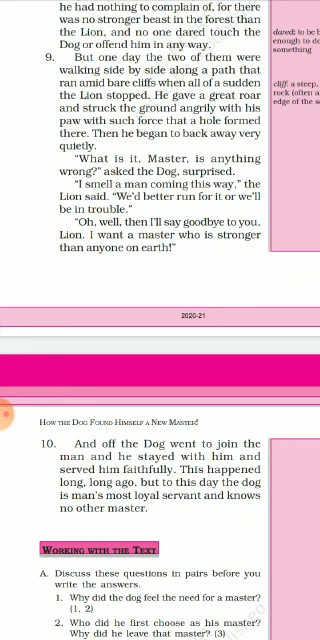 he had nothing to complain of, for there
was no stronger beast in the forest than
the Lion, and no one dared touch the
Dog or offend him in any way.
9. But one day the two of them were
walking side by side along a path that
ran amid bare cliffs when all of a sudden
the Lion stopped. He gave a great roar
and struck the ground angrily with his
paw with such force that a hole formed
there. Then he began to back away very
quietly.
“What is it, Master, is anything
wrong?” asked the Dog, surprised.
“I smell a man coming this way,” the
Lion said. “We’d better run for it or we’ll
be in trouble.”
“Oh, well, then I’ll say goodbye to you,
Lion. I want a master who is stronger
than anyone on earth!”
dared: to be
enough to do
something
cliff: a steep,
rock (often a
edge of the
2020-21
HOW THE DOG FOUND HIMSELF A NEW MASTER!
10. And off the Dog went to join the
man and he stayed with him and
served him faithfully. This happened
long, long ago, but to this day the dog
is man’s most loyal servant and knows
no other master.
WORKING WITH THE TEXT
A. Discuss these questions in pairs before you
write the answers.
1. Why did the dog feel the need for a master?
(1, 2)
2. Who did he first choose as his master?
Why did he leave that master? (3)